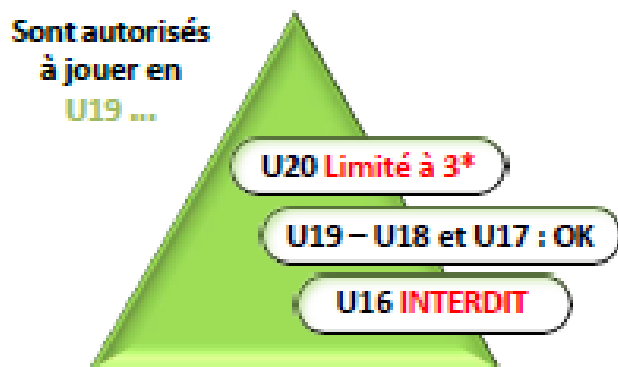 Sont autorisés
à jouer en
U19 ...
U20 Limité à 3*
U19 – U18 et U17 : OK
U16 INTERDIT